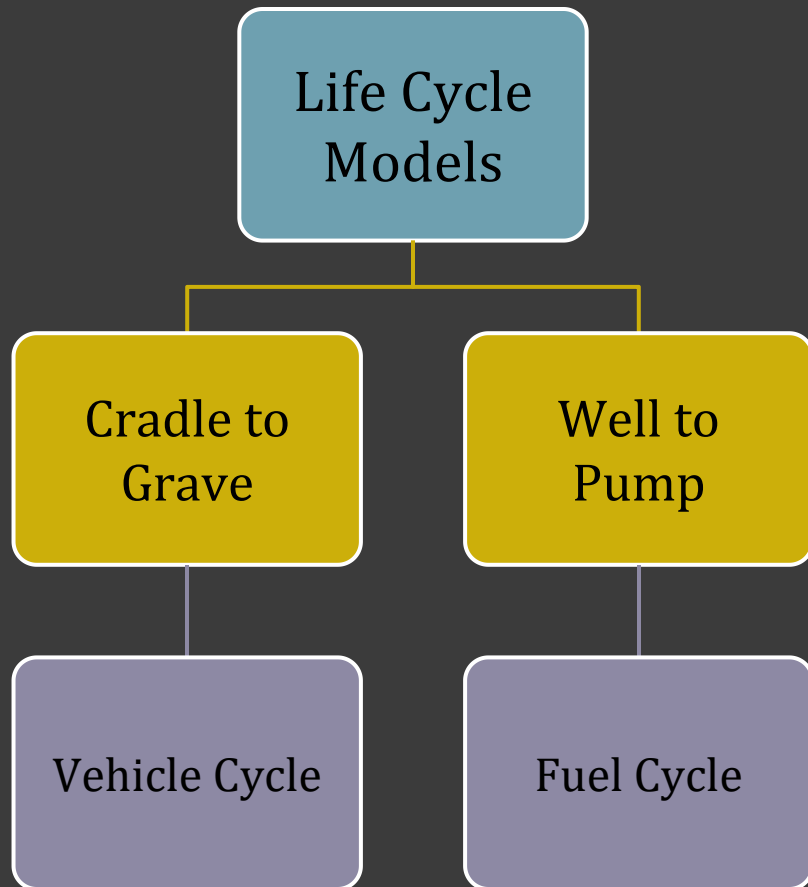 Life Cycle
Models
Cradle to
Grave
Well to
Pump
Vehicle Cycle
Fuel Cycle